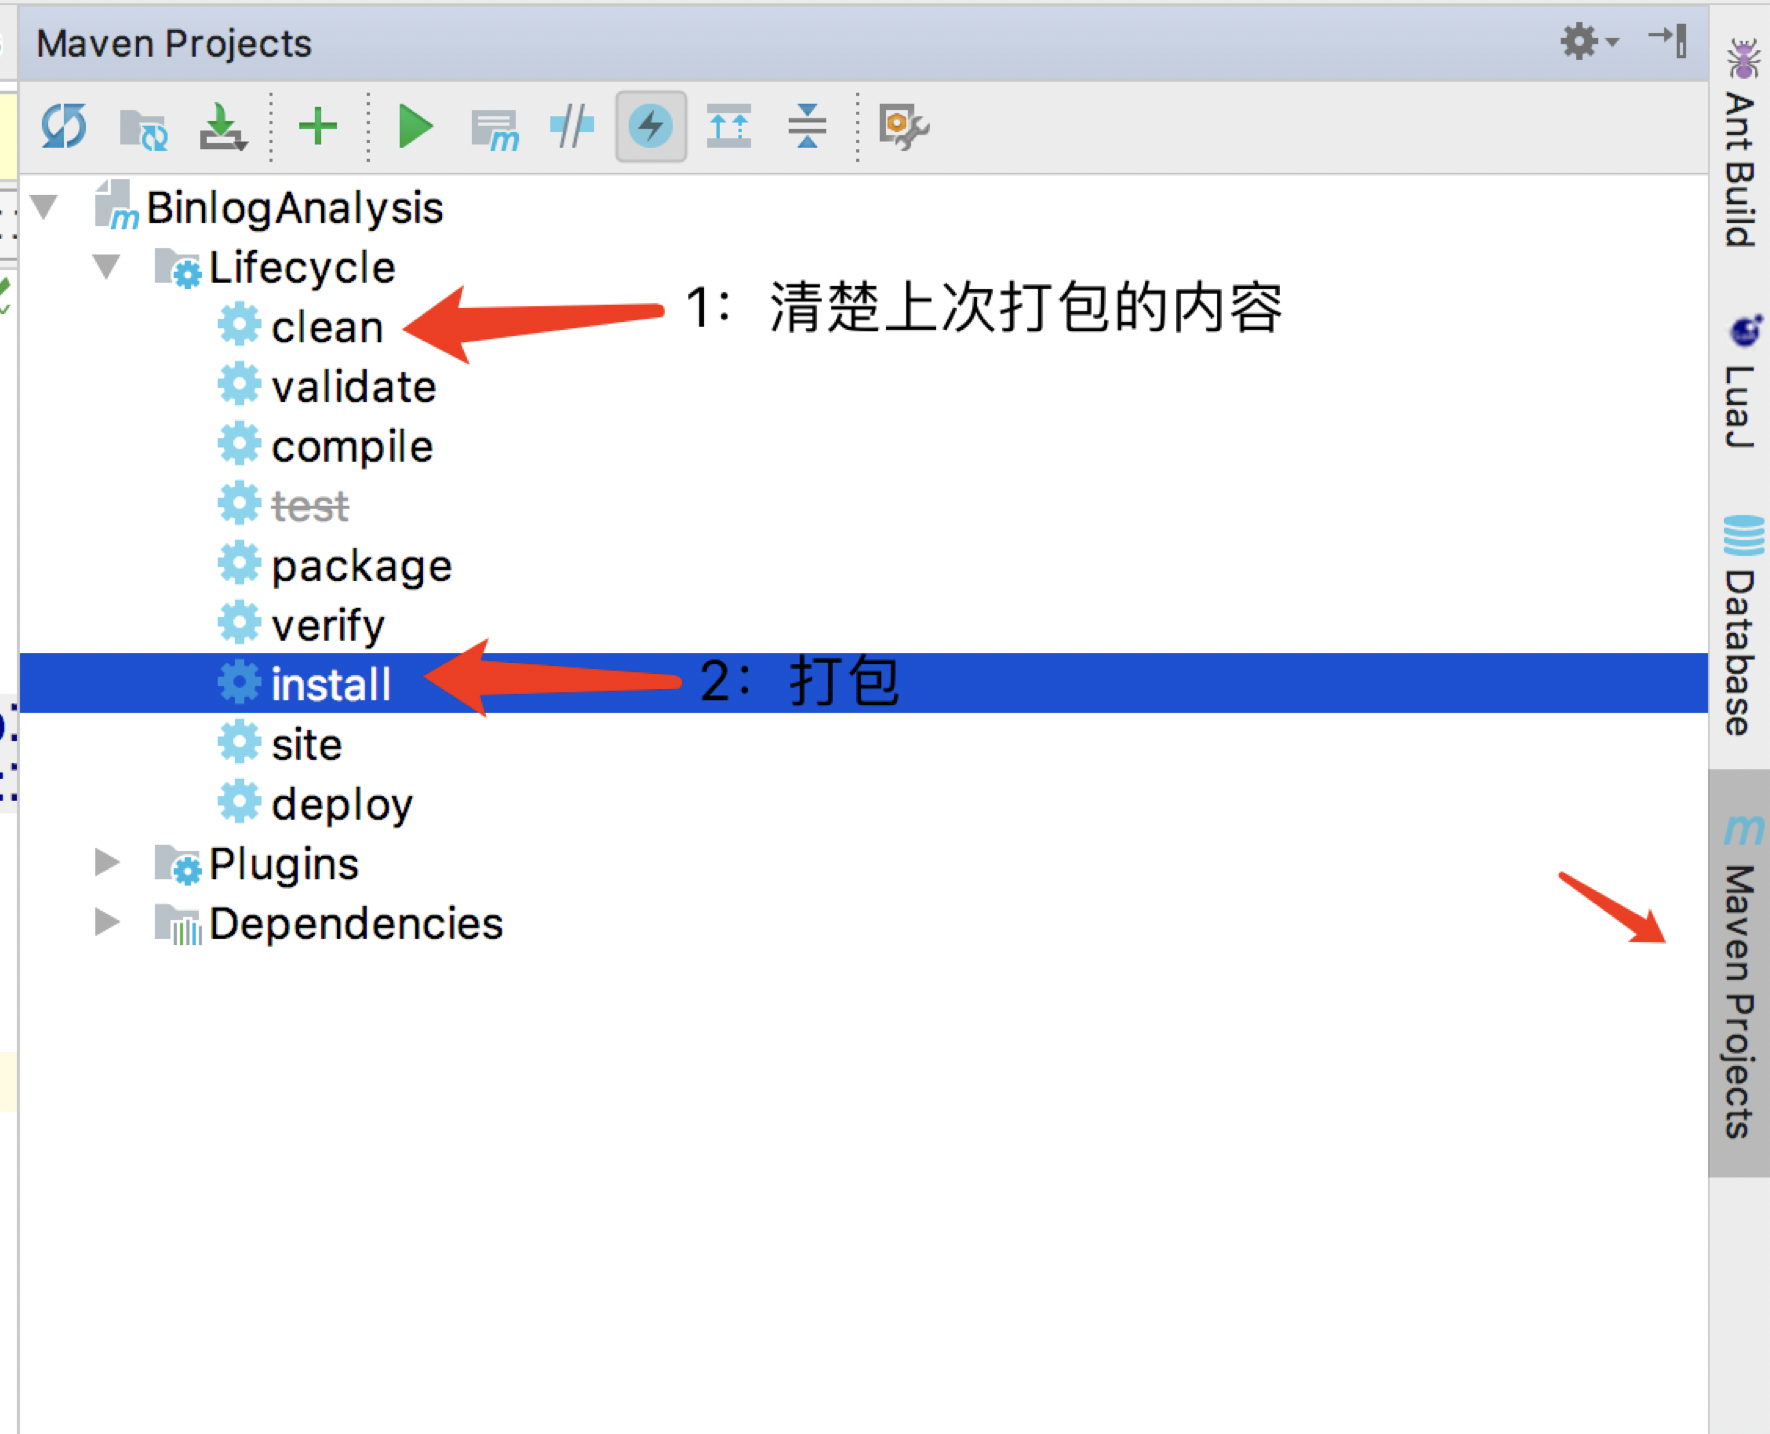 Maven Projects
BinlogAnalysis
Lifecycle
clean
1：清楚上次打包的内容
validate
compile
test
package
verify
install
2：打包
site
deploy
Plugins
Dependencies
Ant Build
LuaJ
Database
Maven Projects